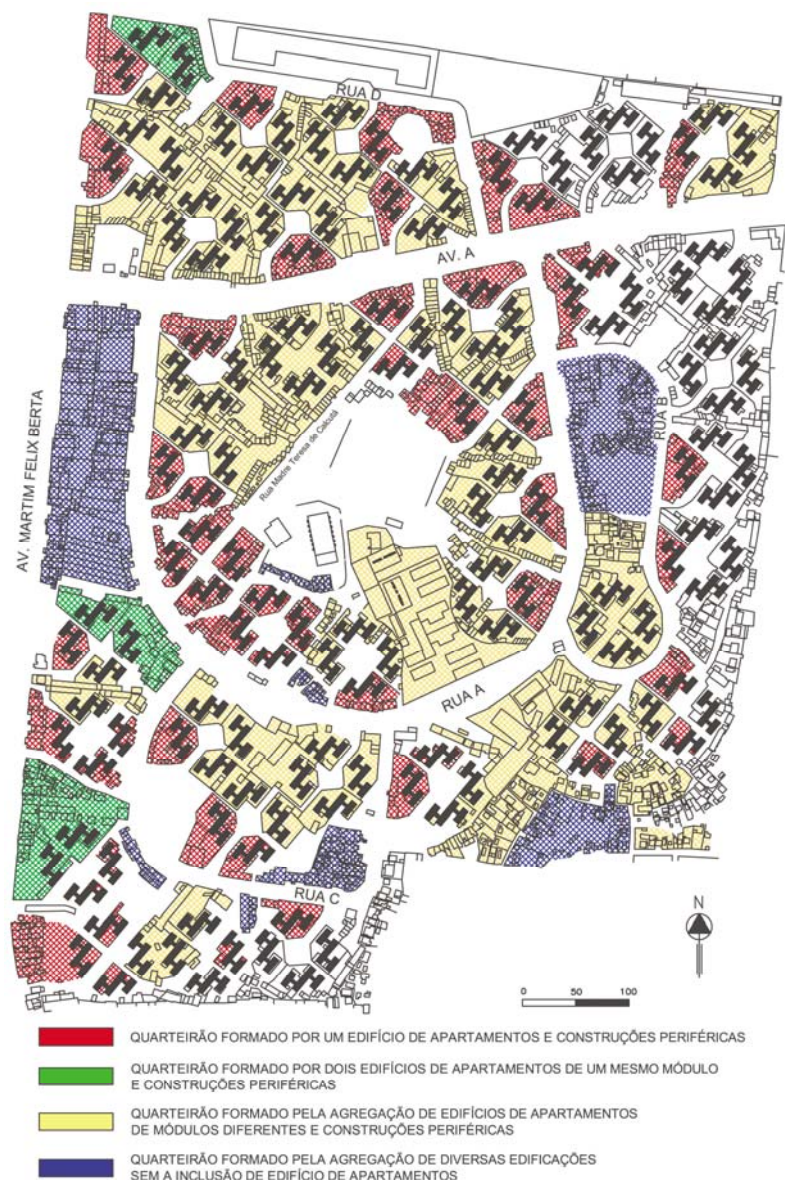 RUA D
AV. A
AV. MARTIM FELIX BERTA
RUA B
Rua Madre Teresa de Calcutá
RUA A
RUA C
N
0 50 100
QUARTEIRÃO FORMADO POR UM EDIFÍCIO DE APARTAMENTOS E CONSTRUÇÕES PERIFÉRICAS
QUARTEIRÃO FORMADO POR DOIS EDIFÍCIOS DE APARTAMENTOS DE UM MESMO MÓDULO
E CONSTRUÇÕES PERIFÉRICAS
QUARTEIRÃO FORMADO PELA AGREGAÇÃO DE EDIFÍCIOS DE APARTAMENTOS
DE MÓDULOS DIFERENTES E CONSTRUÇÕES PERIFÉRICAS
QUARTEIRÃO FORMADO PELA AGREGAÇÃO DE DIVERSAS EDIFICAÇÕES
SEM A INCLUSÃO DE EDIFÍCIO DE APARTAMENTOS